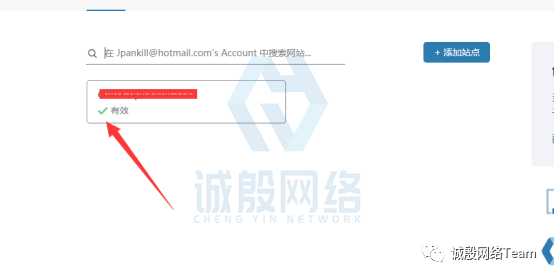 在 Jpankill@hotmail.com's Account 中搜索网站...
+ 添加站点
有效
诚殷网络
CHENG YIN NETWORK
诚殷网络Team